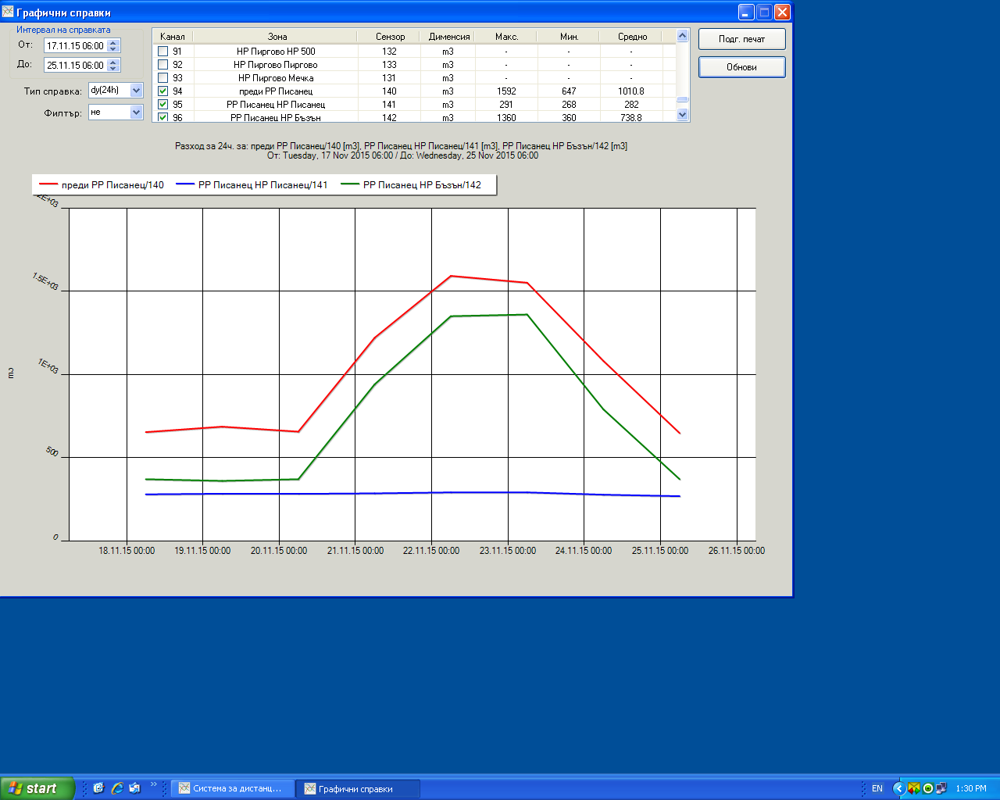 Графични справки
Интервал на справката
От: 17.11.15 06:00
До: 25.11.15 06:00
Тип справка: dy(24h)
Филтър: не
Канал Зона Сензор Дименсия Макс. Мин. Средно
91 НР Пиргово НР 500 132 m3 - - -
92 НР Пиргово Пиргово 133 m3 - - -
93 НР Пиргово Мечка 131 m3 - - -
94 преди РР Писанец 140 m3 1592 647 1010.8
95 РР Писанец НР Писанец 141 m3 291 268 282
96 РР Писанец НР Бъзън 142 m3 1360 360 738.8
Подг. печат
Обнови
Разход за 24ч. за: преди РР Писанец/140 [m3], РР Писанец НР Писанец/141 [m3], РР Писанец НР Бъзън/142 [m3]
От: Tuesday, 17 Nov 2015 06:00 / До: Wednesday, 25 Nov 2015 06:00
преди РР Писанец/140 РР Писанец НР Писанец/141 РР Писанец НР Бъзън/142
2E+03
1.5E+03
1E+03
500
0
m3
18.11.15 00:00 19.11.15 00:00 20.11.15 00:00 21.11.15 00:00 22.11.15 00:00 23.11.15 00:00 24.11.15 00:00 25.11.15 00:00 26.11.15 00:00
start
Система за дистанц...
Графични справки
EN
1:30 PM